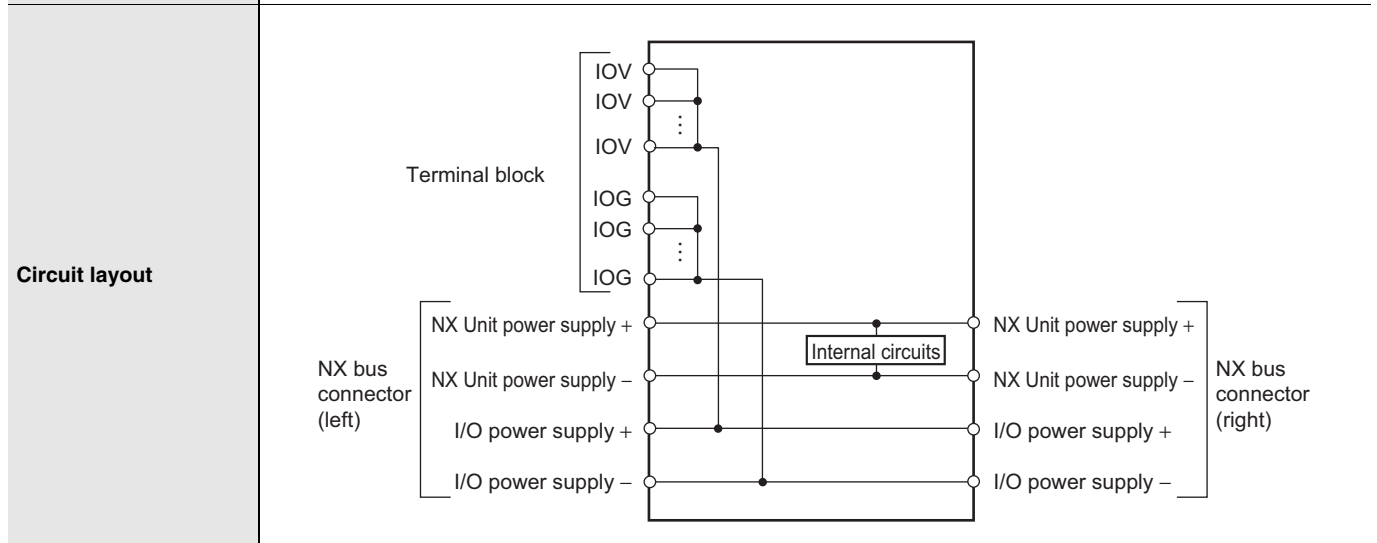 Circuit layout
Terminal block
IOV
IOV
IOV
IOG
IOG
IOG
NX bus
connector
(left)
NX Unit power supply +
NX Unit power supply −
I/O power supply +
I/O power supply −
Internal circuits
NX Unit power supply +
NX Unit power supply −
I/O power supply +
I/O power supply −
NX bus
connector
(right)